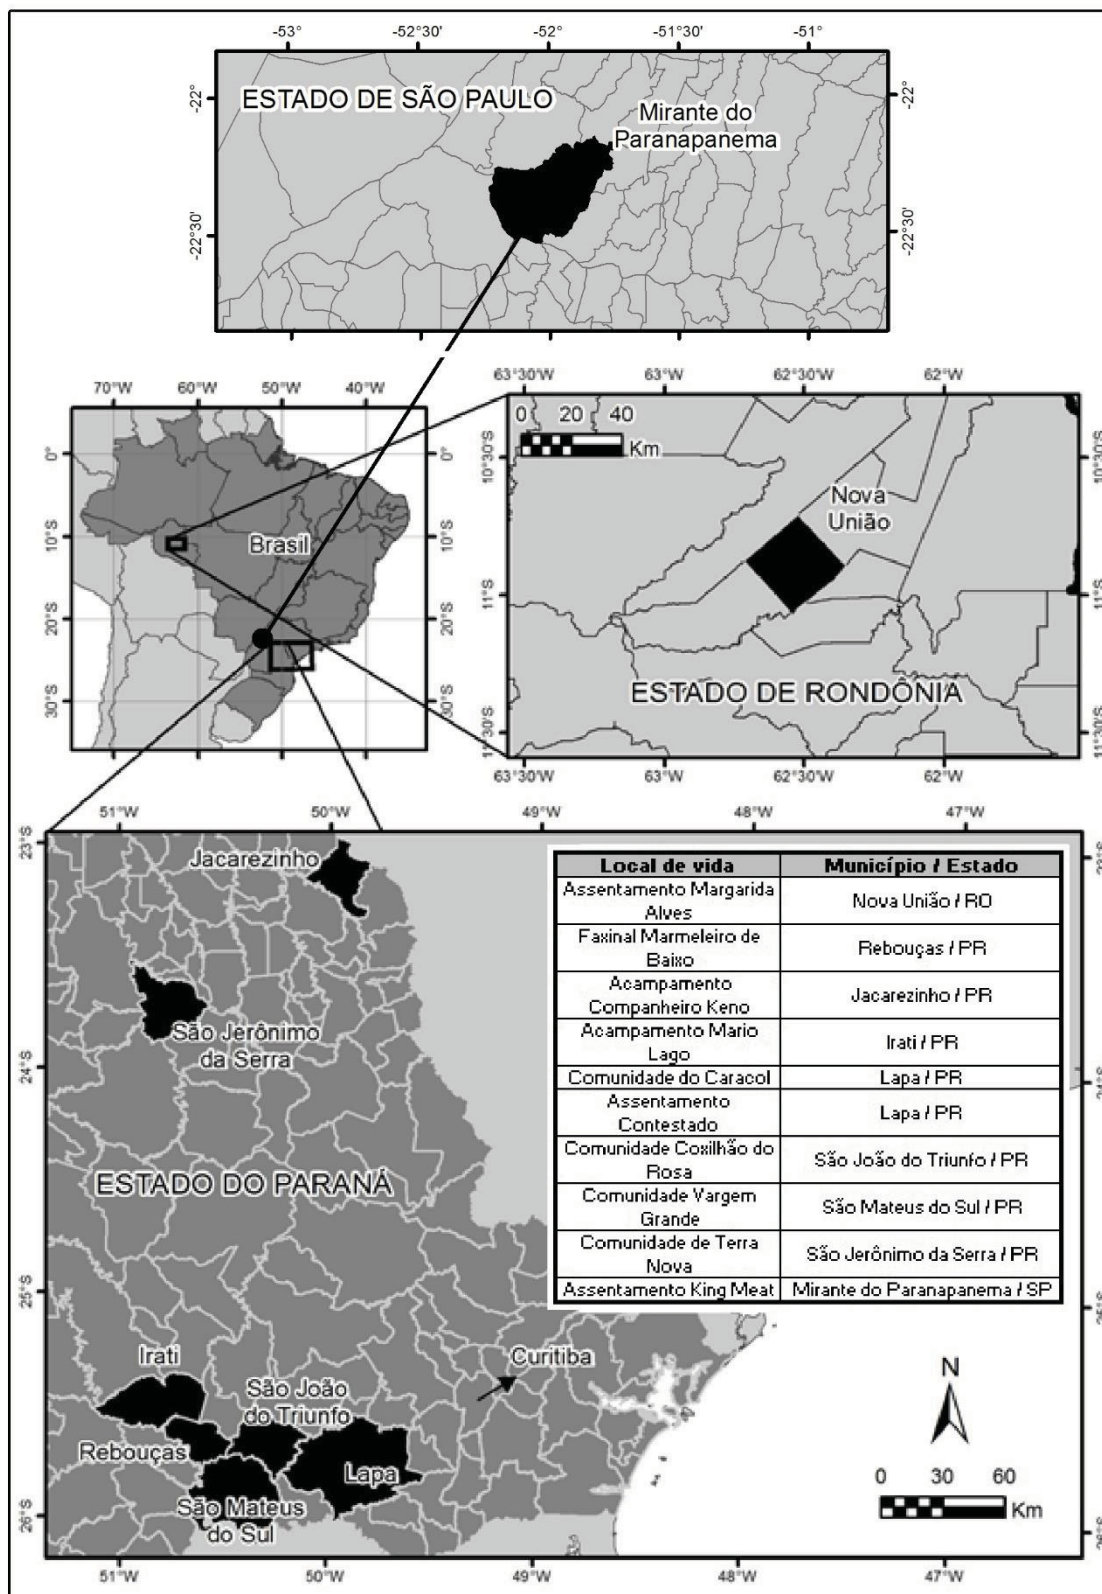 -53°
-52°30'
-52°
-51°30'
-51°
ESTADO DE SÃO PAULO
Mirante do
Paranapanema
-22°
-22°
-22°30'
-22°30'
70°W
60°W
50°W
40°W
0°
0°
10°S
10°S
20°S
20°S
30°S
30°S
Brasil
63°30'W
63°W
62°30'W
62°W
0 20 40
Km
10°30'S
10°30'S
Nova
União
11°S
11°S
ESTADO DE RONDÔNIA
11°30'S
11°30'S
63°30'W
63°W
62°30'W
62°W
51°W
50°W
49°W
48°W
47°W
23°S
23°S
Jacarezinho
São Jerônimo
da Serra
24°S
24°S
ESTADO DO PARANÁ
25°S
25°S
Local de vida Município / Estado
Assentamento Margarida
Alves
Nova União / RO
Faxinal Marmeleiro de
Baixo
Rebouças / PR
Acampamento
Companheiro Keno
Jacarezinho / PR
Acampamento Mario
Lago
Irati / PR
Comunidade do Caracol Lapa / PR
Assentamento
Contestado
Lapa / PR
Comunidade Coxilhão do
Rosa
São João do Triunfo / PR
Comunidade Vargem
Grande
São Mateus do Sul / PR
Comunidade de Terra
Nova
São Jerônimo da Serra / PR
Assentamento King Meat Mirante do Paranapanema / SP
Irati
São João
do Triunfo
Curitiba
Rebouças
Lapa
São Mateus
do Sul
N
0 30 60
Km
26°S
26°S
51°W
50°W
49°W
48°W
47°W